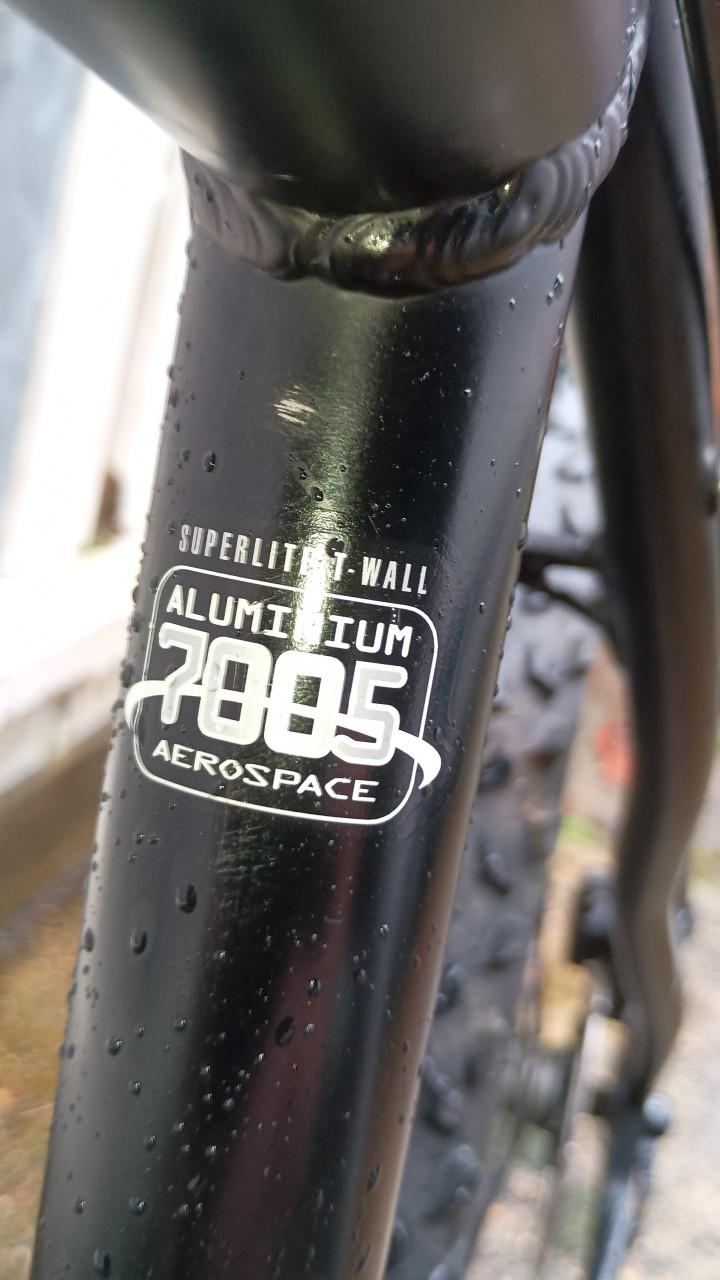 SUPERLITE T-WALL
ALUMINIUM
7005
AEROSPACE